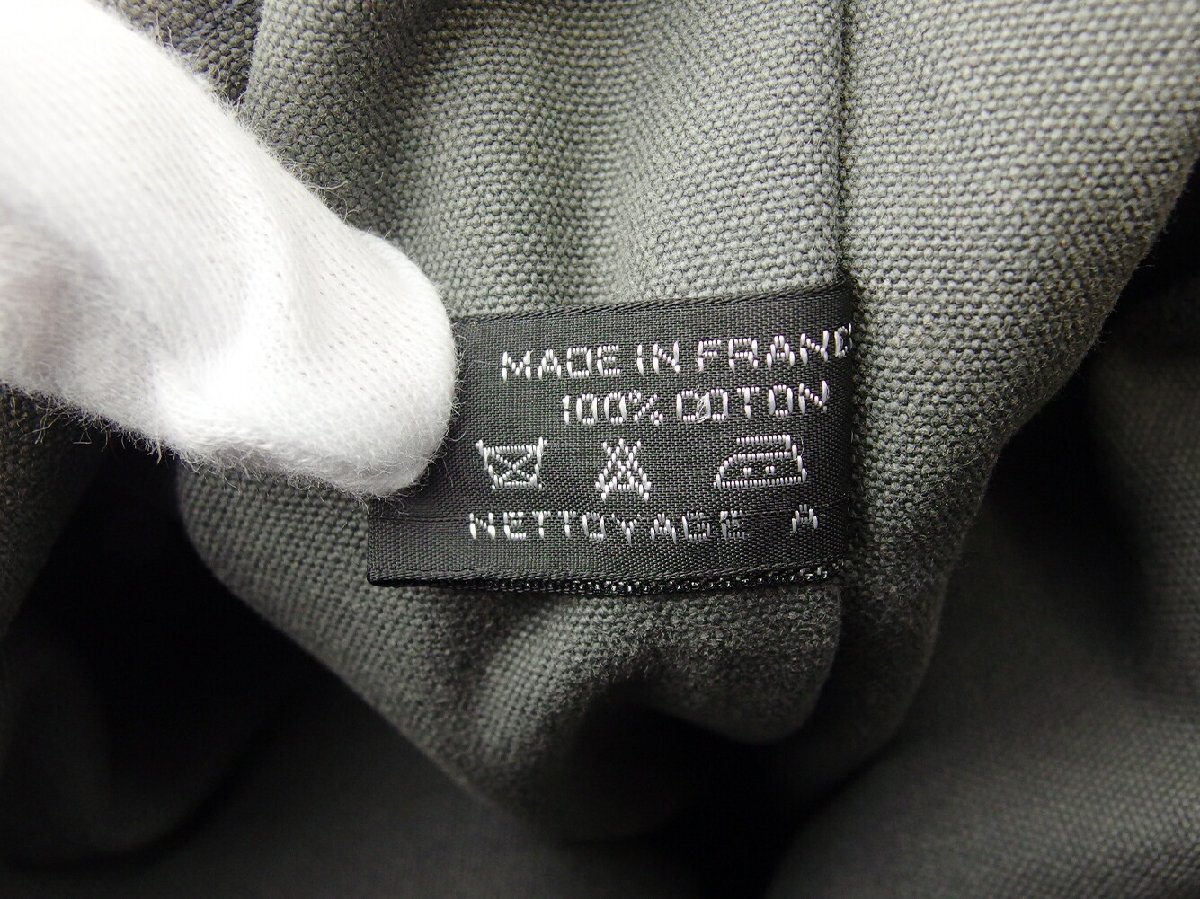 MADE IN FRANC
100% COTON
NETTOYAGE A